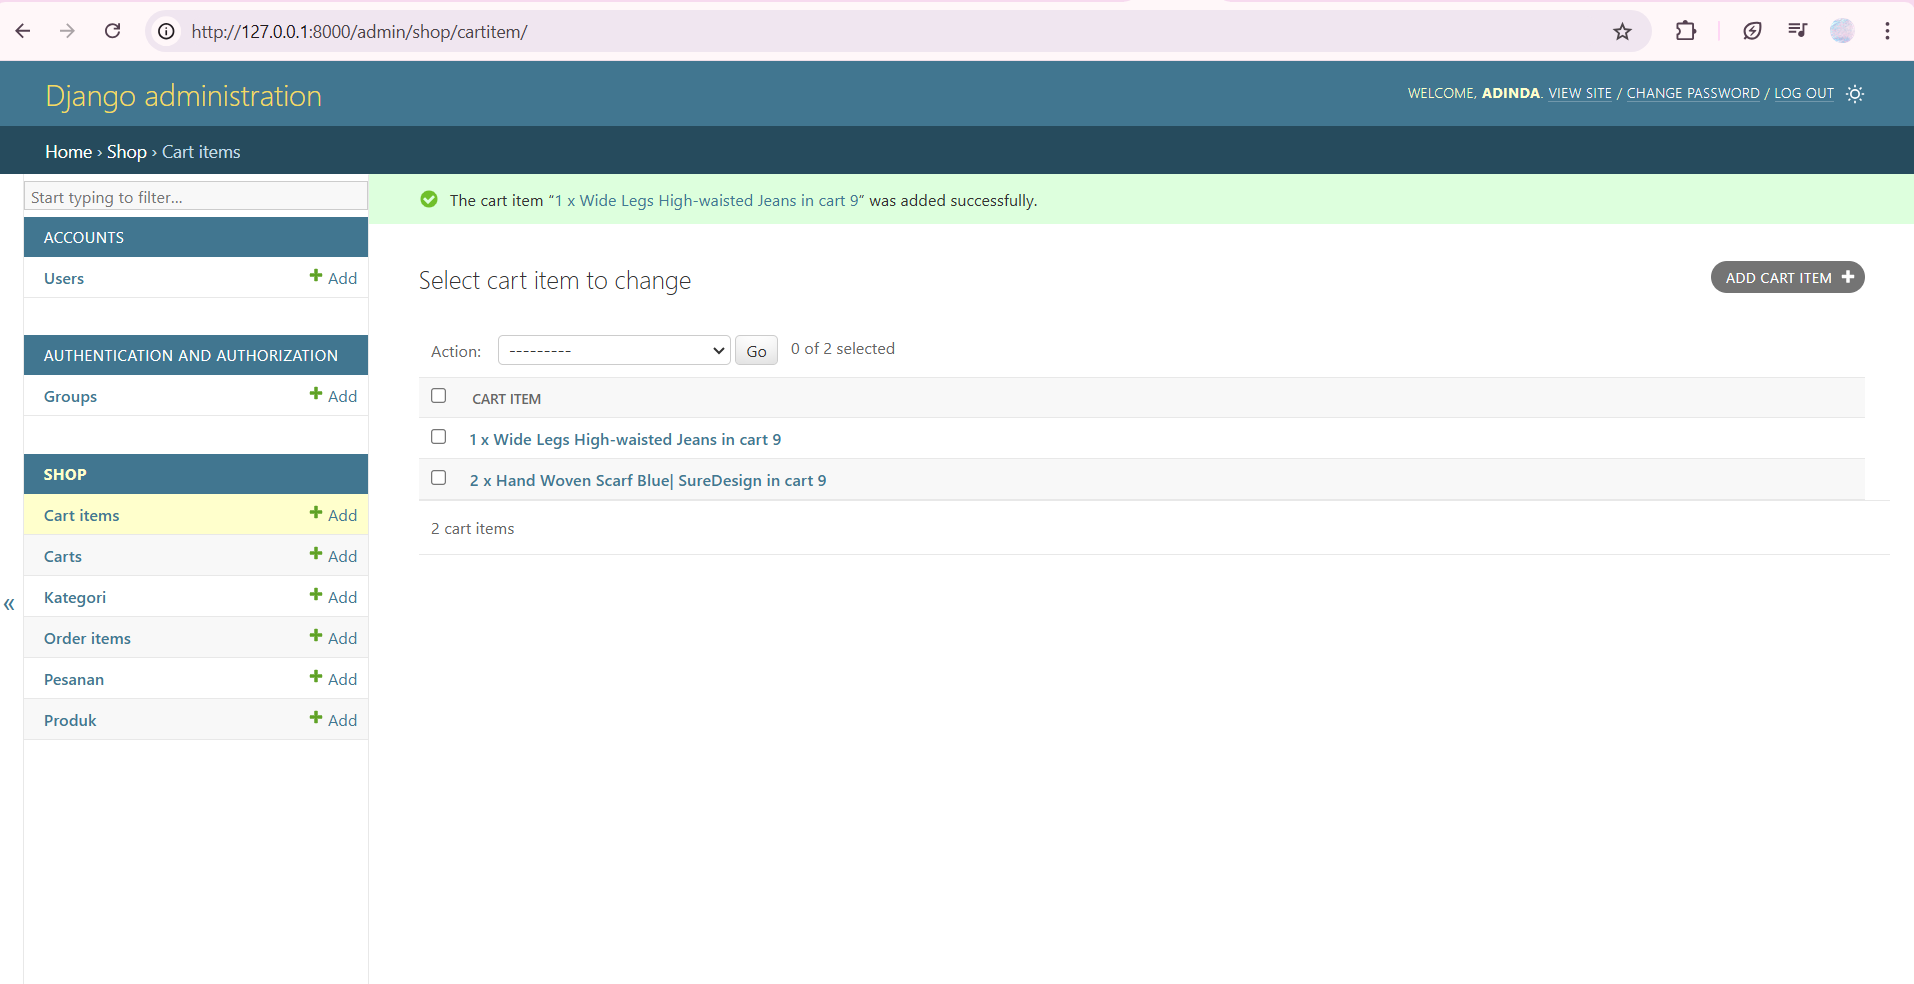 http://127.0.0.1:8000/admin/shop/cartitem/
Django administration
WELCOME, ADINDA. VIEW SITE / CHANGE PASSWORD / LOG OUT
Home › Shop › Cart items
Start typing to filter...
The cart item “1 x Wide Legs High-waisted Jeans in cart 9” was added successfully.
ACCOUNTS
Users Add
AUTHENTICATION AND AUTHORIZATION
Groups Add
SHOP
Cart items Add
Carts Add
Kategori Add
Order items Add
Pesanan Add
Produk Add
«
Select cart item to change
ADD CART ITEM
Action: --------- Go 0 of 2 selected
CART ITEM
1 x Wide Legs High-waisted Jeans in cart 9
2 x Hand Woven Scarf Blue| SureDesign in cart 9
2 cart items